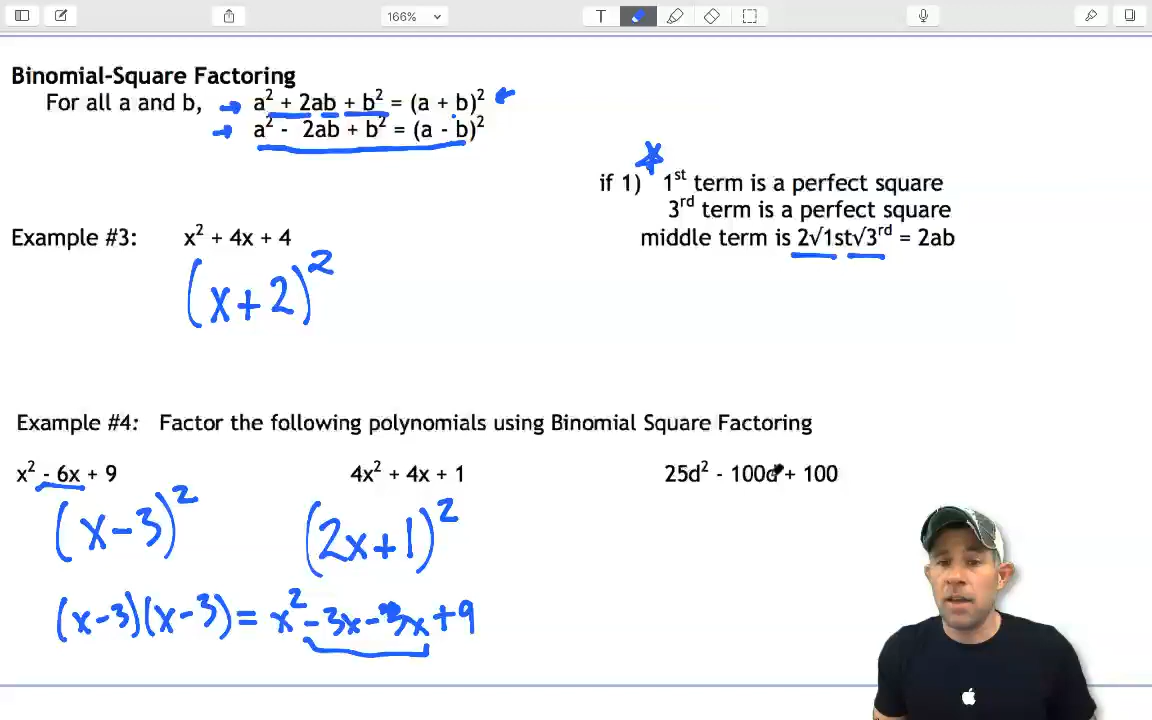 166%
T
Binomial-Square Factoring
For all a and b, → a² + 2ab + b² = (a + b)² ←
→ a² - 2ab + b² = (a - b)²
if 1) 1st term is a perfect square
3rd term is a perfect square
middle term is 2√1st√3rd = 2ab
Example #3: x² + 4x + 4
(x+2)²
Example #4: Factor the following polynomials using Binomial Square Factoring
x² - 6x + 9 4x² + 4x + 1 25d² - 100d + 100
(x-3)² (2x+1)²
(x-3)(x-3) = x² -3x-3x+9